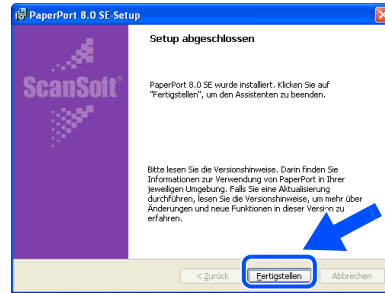 PaperPort 8.0 SE-Setup
Setup abgeschlossen
ScanSoft®
PaperPort 8.0 SE wurde installiert. Klicken Sie auf
"Fertigstellen", um den Assistenten zu beenden.
Bitte lesen Sie die Versionshinweise. Darin finden Sie
Informationen zur Verwendung von PaperPort in Ihrer
jeweiligen Umgebung. Falls Sie eine Aktualisierung
durchführen, lesen Sie die Versionshinweise, um mehr über
Änderungen und neue Funktionen in dieser Version zu
erfahren.
< Zurück Fertigstellen Abbrechen